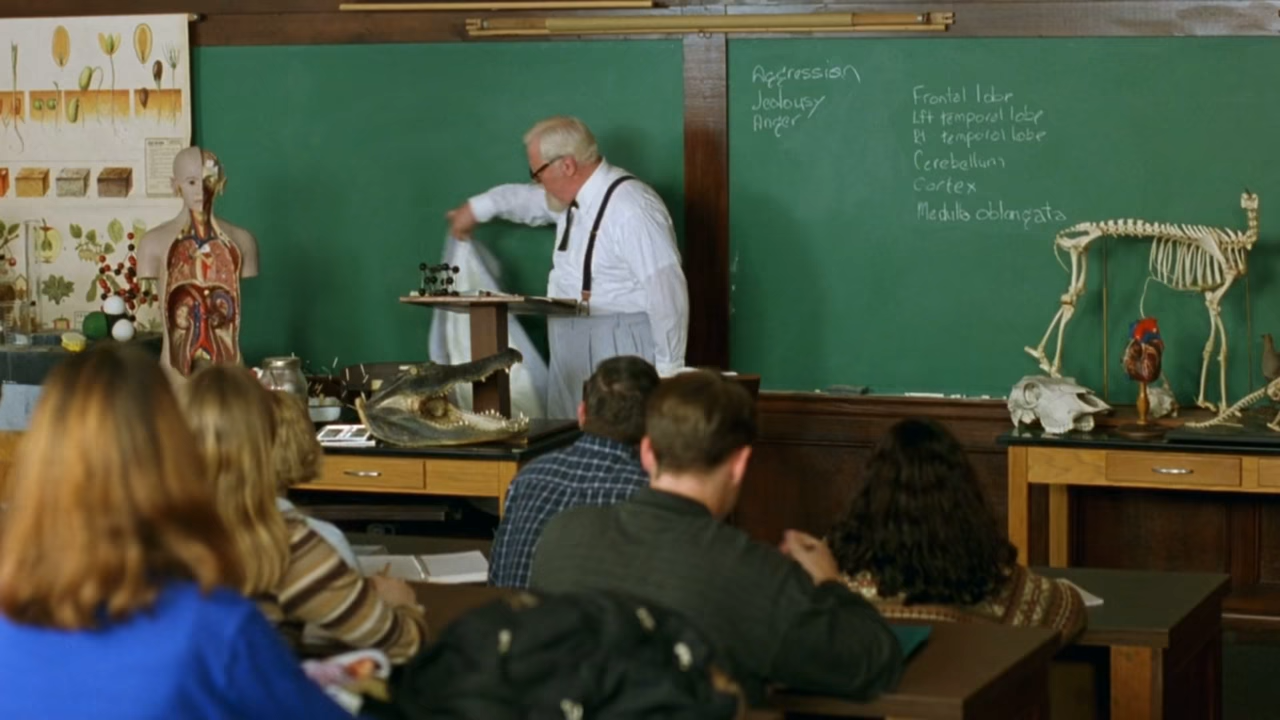 Aggression
Jealousy
Anger
Frontal lobe
Lft temporal lobe
Rt temporal lobe
Cerebellum
Cortex
Medulla oblongata